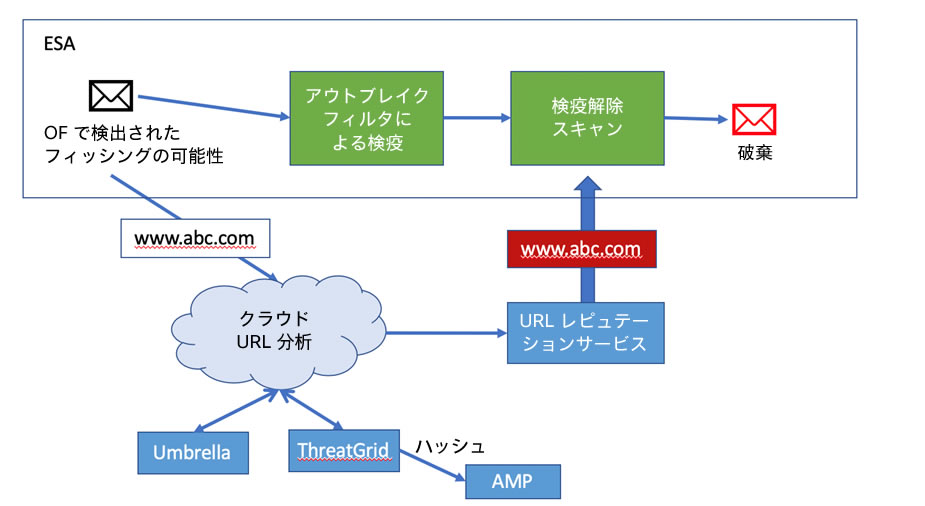 ESA
OF で検出された
フィッシングの可能性
アウトブレイク
フィルタに
よる検疫
検疫解除
スキャン
破棄
www.abc.com
www.abc.com
クラウド
URL 分析
URL レピュテー
ションサービス
Umbrella
ThreatGrid
ハッシュ
AMP